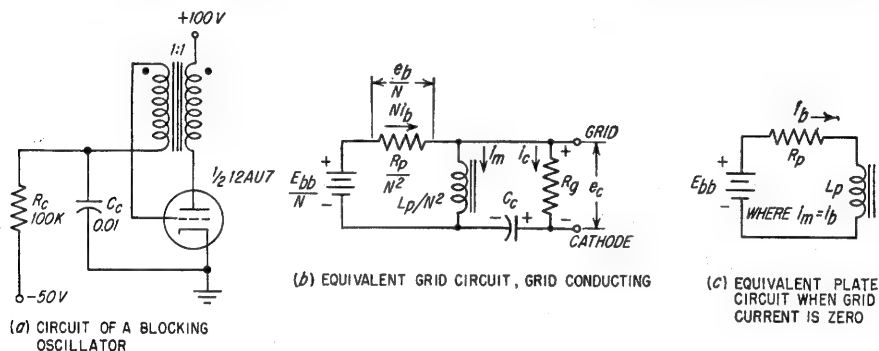 +100V
1:1
½ 12AU7
R_c
100K
C_c
0.01
-50V
(a) CIRCUIT OF A BLOCKING
OSCILLATOR
e_b/N
Ni_b
R_p/N²
E_bb/N
+
-
L_p/N²
i_m
i_c
C_c
-
+
R_g
+
-
e_c
GRID
CATHODE
(b) EQUIVALENT GRID CIRCUIT, GRID CONDUCTING
i_b
R_p
+
E_bb
-
L_p
WHERE i_m=i_b
(c) EQUIVALENT PLATE
CIRCUIT WHEN GRID
CURRENT IS ZERO